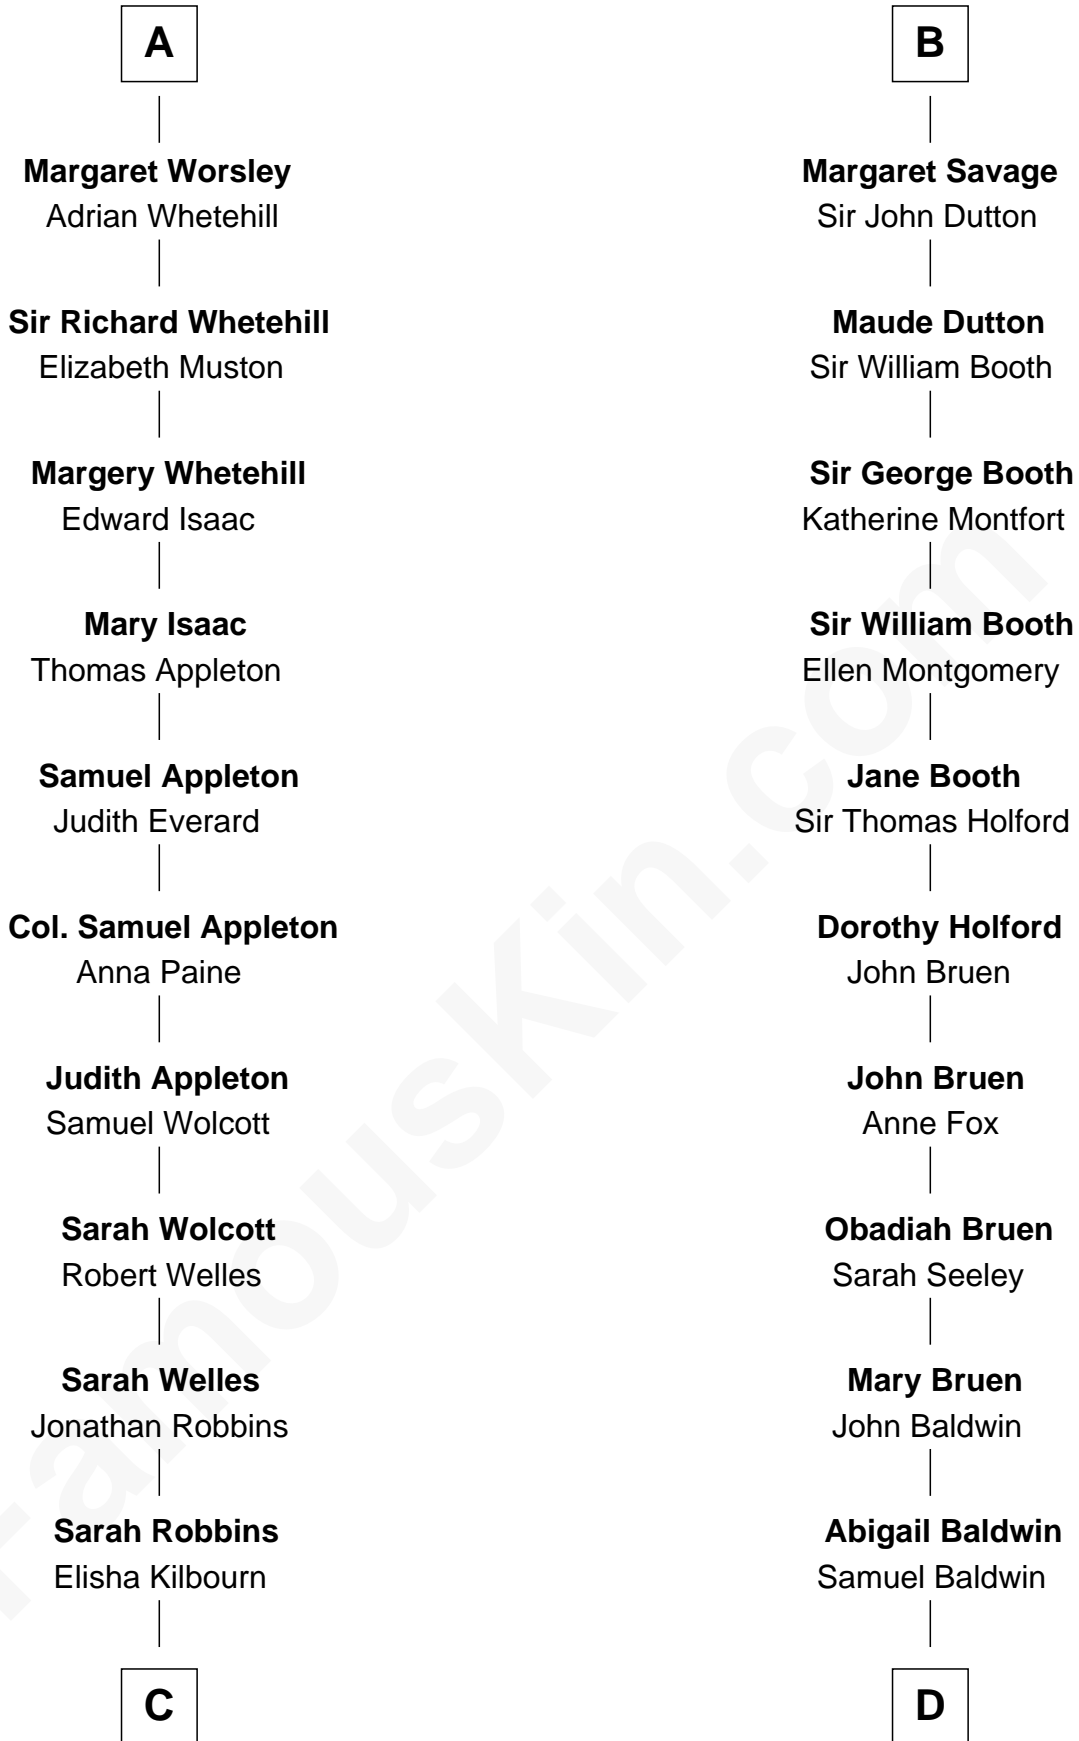 A
Margaret Worsley
Adrian Whetehill
Sir Richard Whetehill
Elizabeth Muston
Margery Whetehill
Edward Isaac
Mary Isaac
Thomas Appleton
Samuel Appleton
Judith Everard
Col. Samuel Appleton
Anna Paine
Judith Appleton
Samuel Wolcott
Sarah Wolcott
Robert Welles
Sarah Welles
Jonathan Robbins
Sarah Robbins
Elisha Kilbourn
C
B
Margaret Savage
Sir John Dutton
Maude Dutton
Sir William Booth
Sir George Booth
Katherine Montfort
Sir William Booth
Ellen Montgomery
Jane Booth
Sir Thomas Holford
Dorothy Holford
John Bruen
John Bruen
Anne Fox
Obadiah Bruen
Sarah Seeley
Mary Bruen
John Baldwin
Abigail Baldwin
Samuel Baldwin
D
FamousKin.com